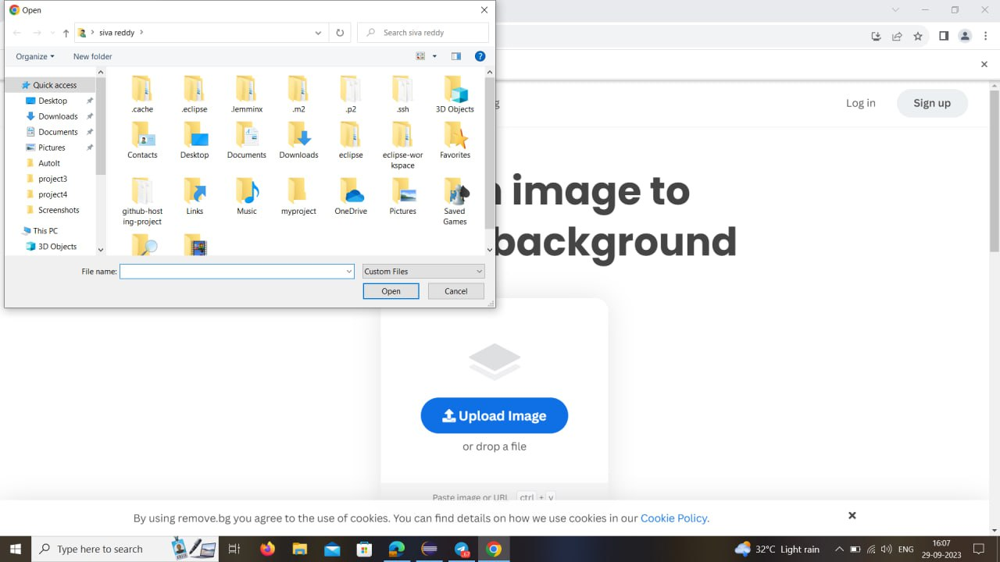 Open
siva reddy
Search siva reddy
Organize
New folder
Quick access
Desktop
Downloads
Documents
Pictures
AutoIt
project3
project4
Screenshots
This PC
3D Objects
.cache
.eclipse
.lemminx
.m2
.p2
.ssh
3D Objects
Contacts
Desktop
Documents
Downloads
eclipse
eclipse-wor
kspace
Favorites
github-host
ing-project
Links
Music
myproject
OneDrive
Pictures
Saved
Games
File name:
Custom Files
Open
Cancel
g
Log in
Sign up
n image to
background
Upload Image
or drop a file
Paste image or URL ctrl + v
By using remove.bg you agree to the use of cookies. You can find details on how we use cookies in our Cookie Policy.
Type here to search
67
32°C Light rain
ENG
16:07
29-09-2023